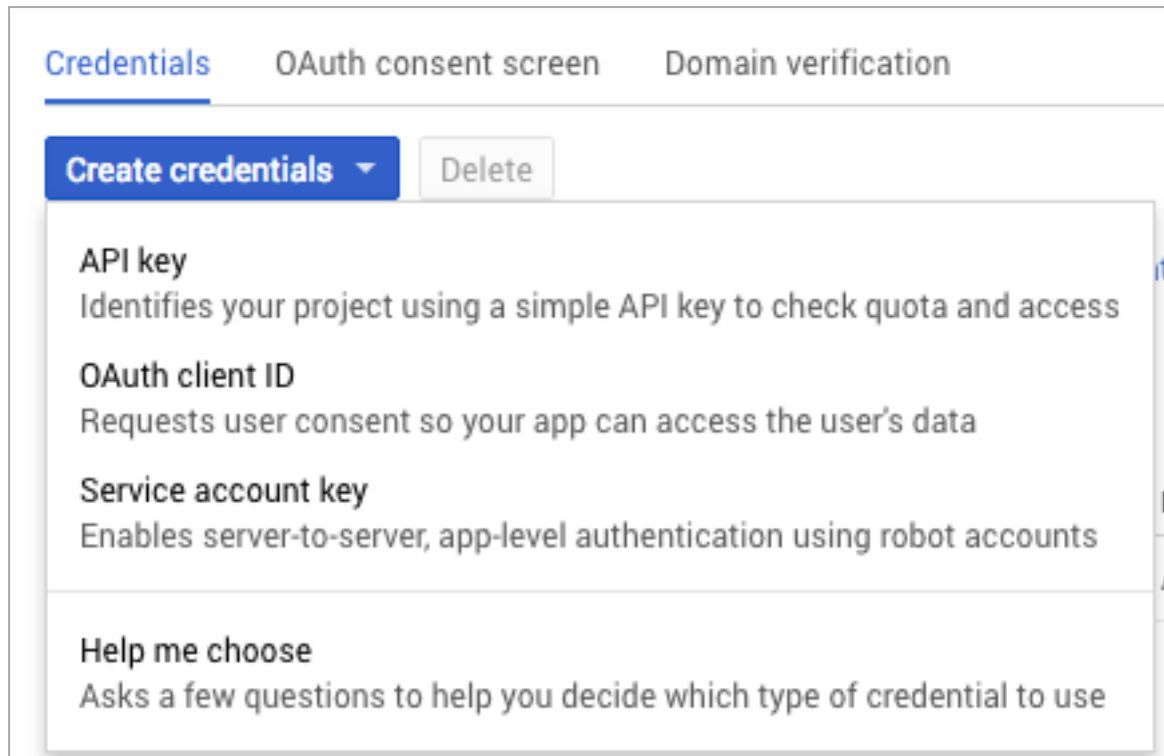 Credentials OAuth consent screen Domain verification
Create credentials Delete
API key
Identifies your project using a simple API key to check quota and access
OAuth client ID
Requests user consent so your app can access the user's data
Service account key
Enables server-to-server, app-level authentication using robot accounts
Help me choose
Asks a few questions to help you decide which type of credential to use